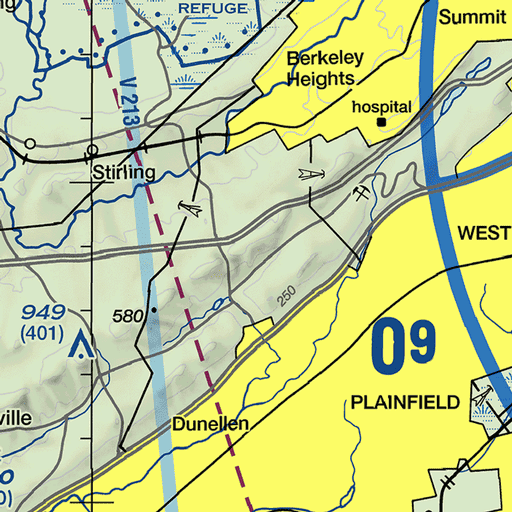 REFUGE
Summit
Berkeley
Heights
hospital
V 213
Stirling
WEST
250
949
(401)
580
09
PLAINFIELD
ville
Dunellen